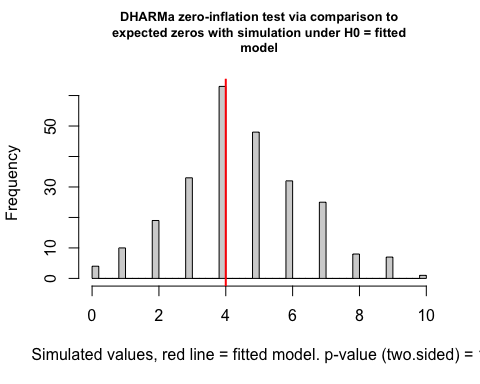 DHARMa zero-inflation test via comparison to
expected zeros with simulation under H0 = fitted
model
Frequency
50
30
10
0
0 2 4 6 8 10
Simulated values, red line = fitted model. p-value (two.sided) =